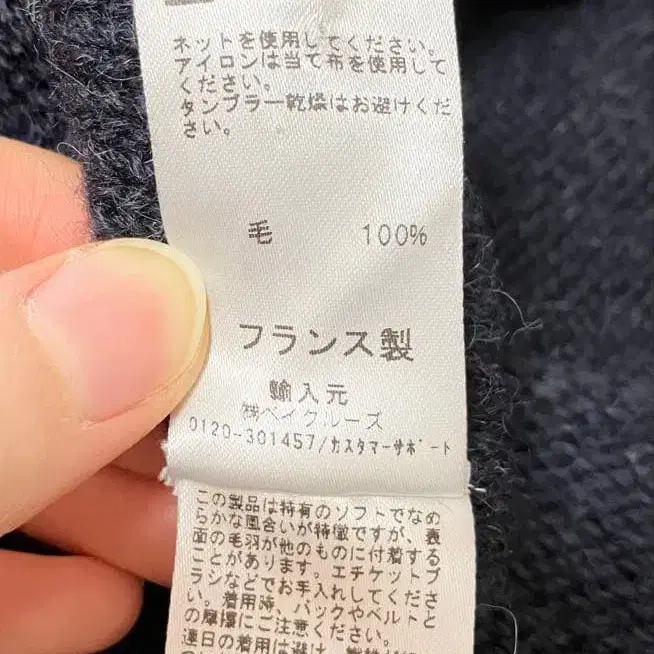 ネットを使用してください。
アイロンは当て布を使用して
ください。
タンブラー乾燥はお避けくだ
さい。
毛 100%
フランス製
輸入元
㈱ベイクルーズ
0120-301457/カスタマーサポート
この製品は特有のソフトでなめ
らかな風合いが特徴ですが、表
面の毛羽が他のものに付着する
ことがあります。エチケットブ
ラシなどでお手入れしてくださ
い。着用時、バックやベルトと
の摩擦にご注意ください。
連日の着用は避け、